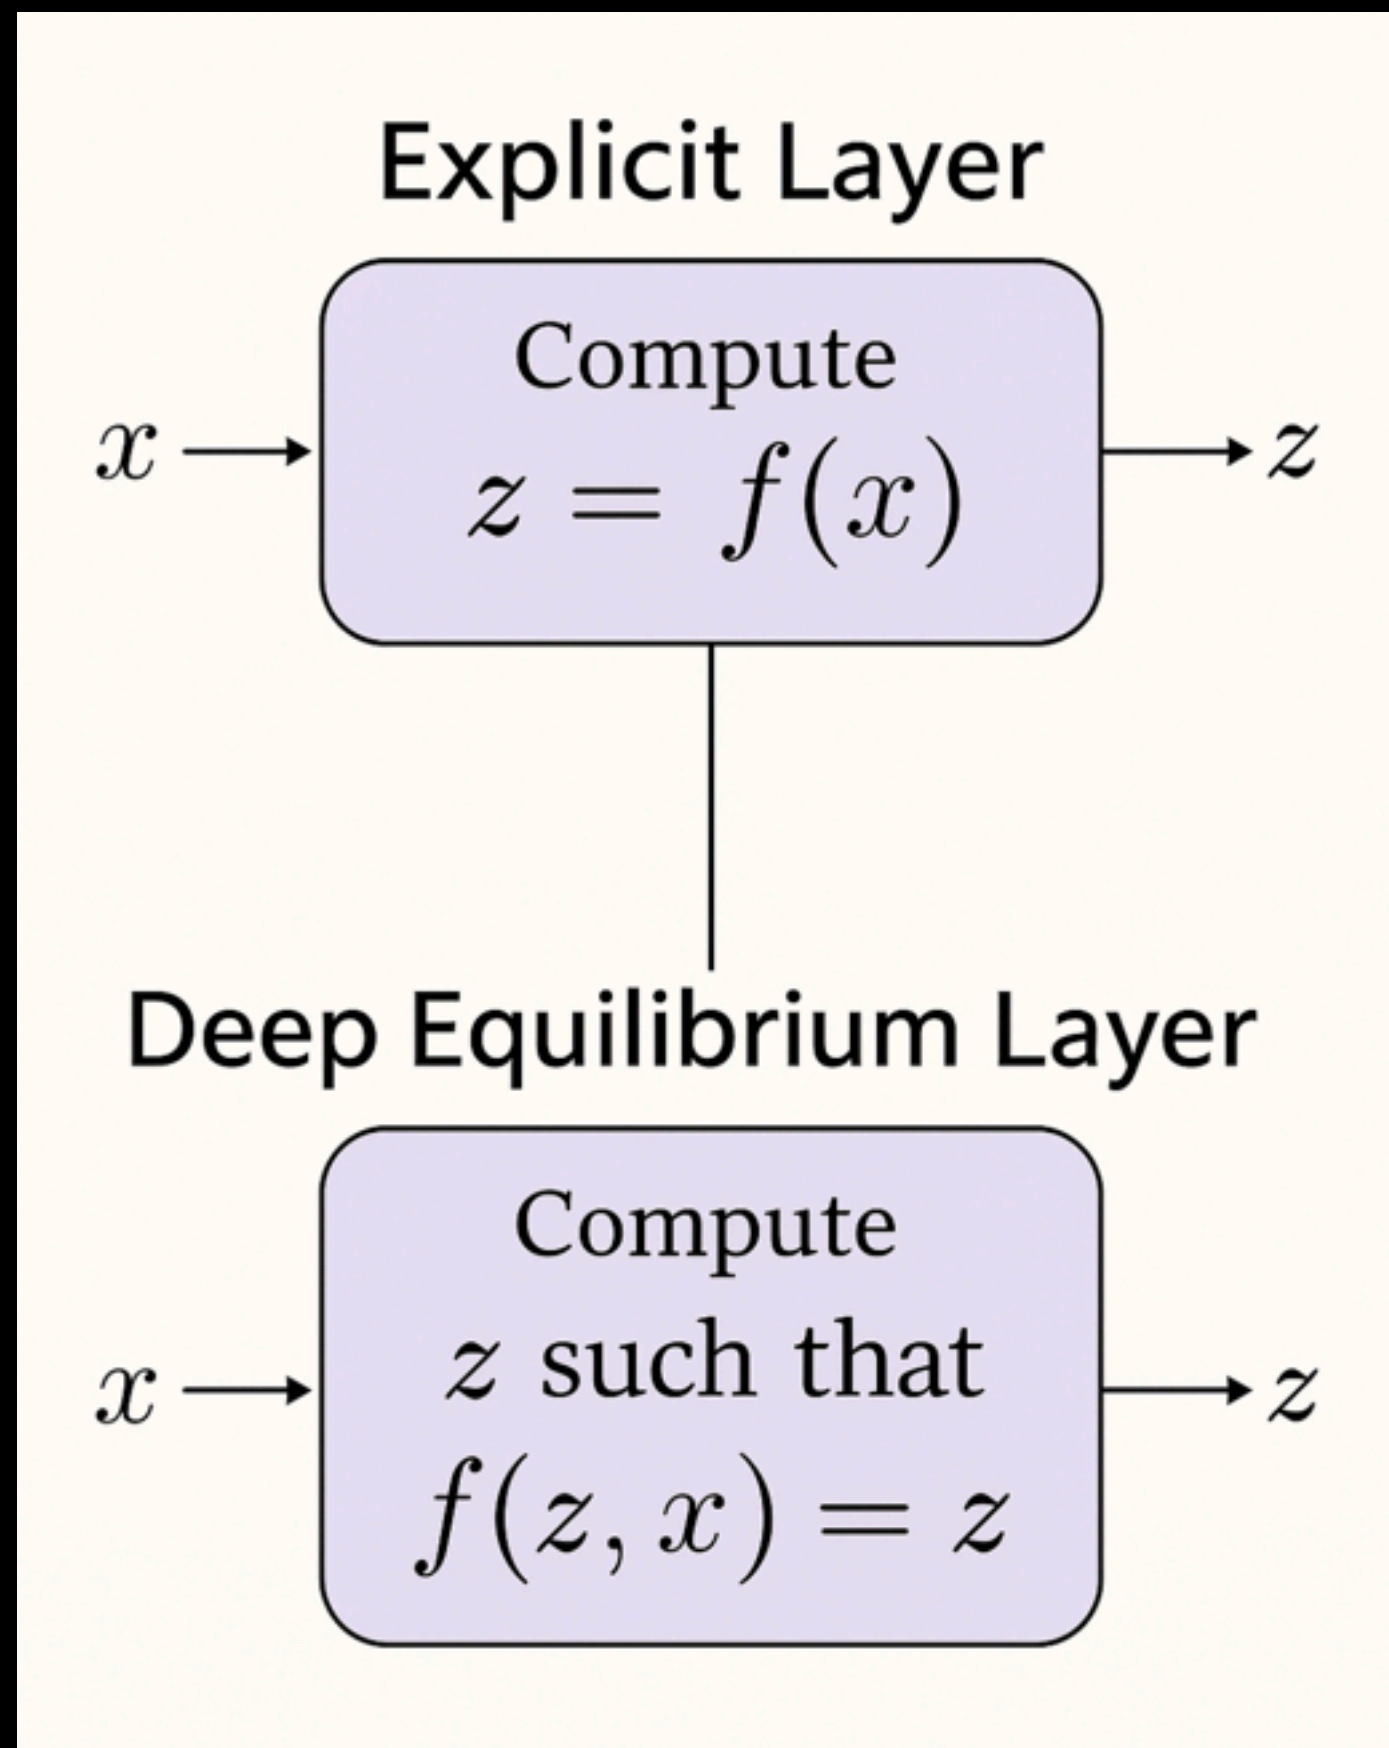 Explicit Layer
Compute
x
z = f(x)
z
Deep Equilibrium Layer
Compute
z such that
x
z
f(z, x) = z